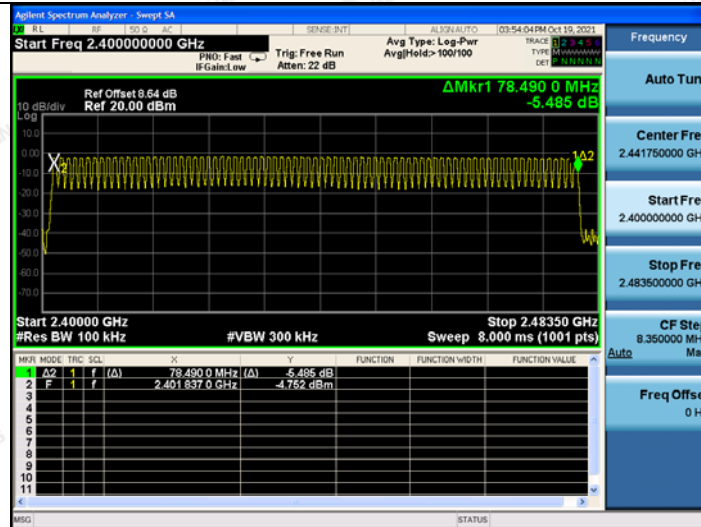 Agilent Spectrum Analyzer - Swept SA
RL RF 50 Ω AC SENSE:INT ALIGNAUTO 03:54:04 PM Oct 19, 2021
Start Freq 2.400000000 GHz
PNO: Fast
IFGain:Low
Trig: Free Run
Atten: 22 dB
Avg Type: Log-Pwr
Avg|Hold:>100/100
TRACE 1 2 3 4 5 6
TYPE M
DET P N N N N N
Ref Offset 8.64 dB
Ref 20.00 dBm
10 dB/div
Log
ΔMkr1 78.490 0 MHz
-5.485 dB
10.0
0.00
-10.0
-20.0
-30.0
-40.0
-50.0
-60.0
-70.0
X2
1Δ2
Start 2.40000 GHz
Stop 2.48350 GHz
#Res BW 100 kHz
#VBW 300 kHz
Sweep 8.000 ms (1001 pts)
MKR MODE TRC SCL X Y FUNCTION FUNCTION WIDTH FUNCTION VALUE
1 Δ2 1 f (Δ) 78.490 0 MHz (Δ) -5.485 dB
2 F 1 f 2.401 837 0 GHz -4.752 dBm
3
4
5
6
7
8
9
10
11
MSG
STATUS
Frequency
Auto Tun
Center Fre
2.441750000 GH
Start Fre
2.400000000 GH
Stop Fre
2.483500000 GH
CF Ste
8.350000 MH
Auto Ma
Freq Offse
0 H